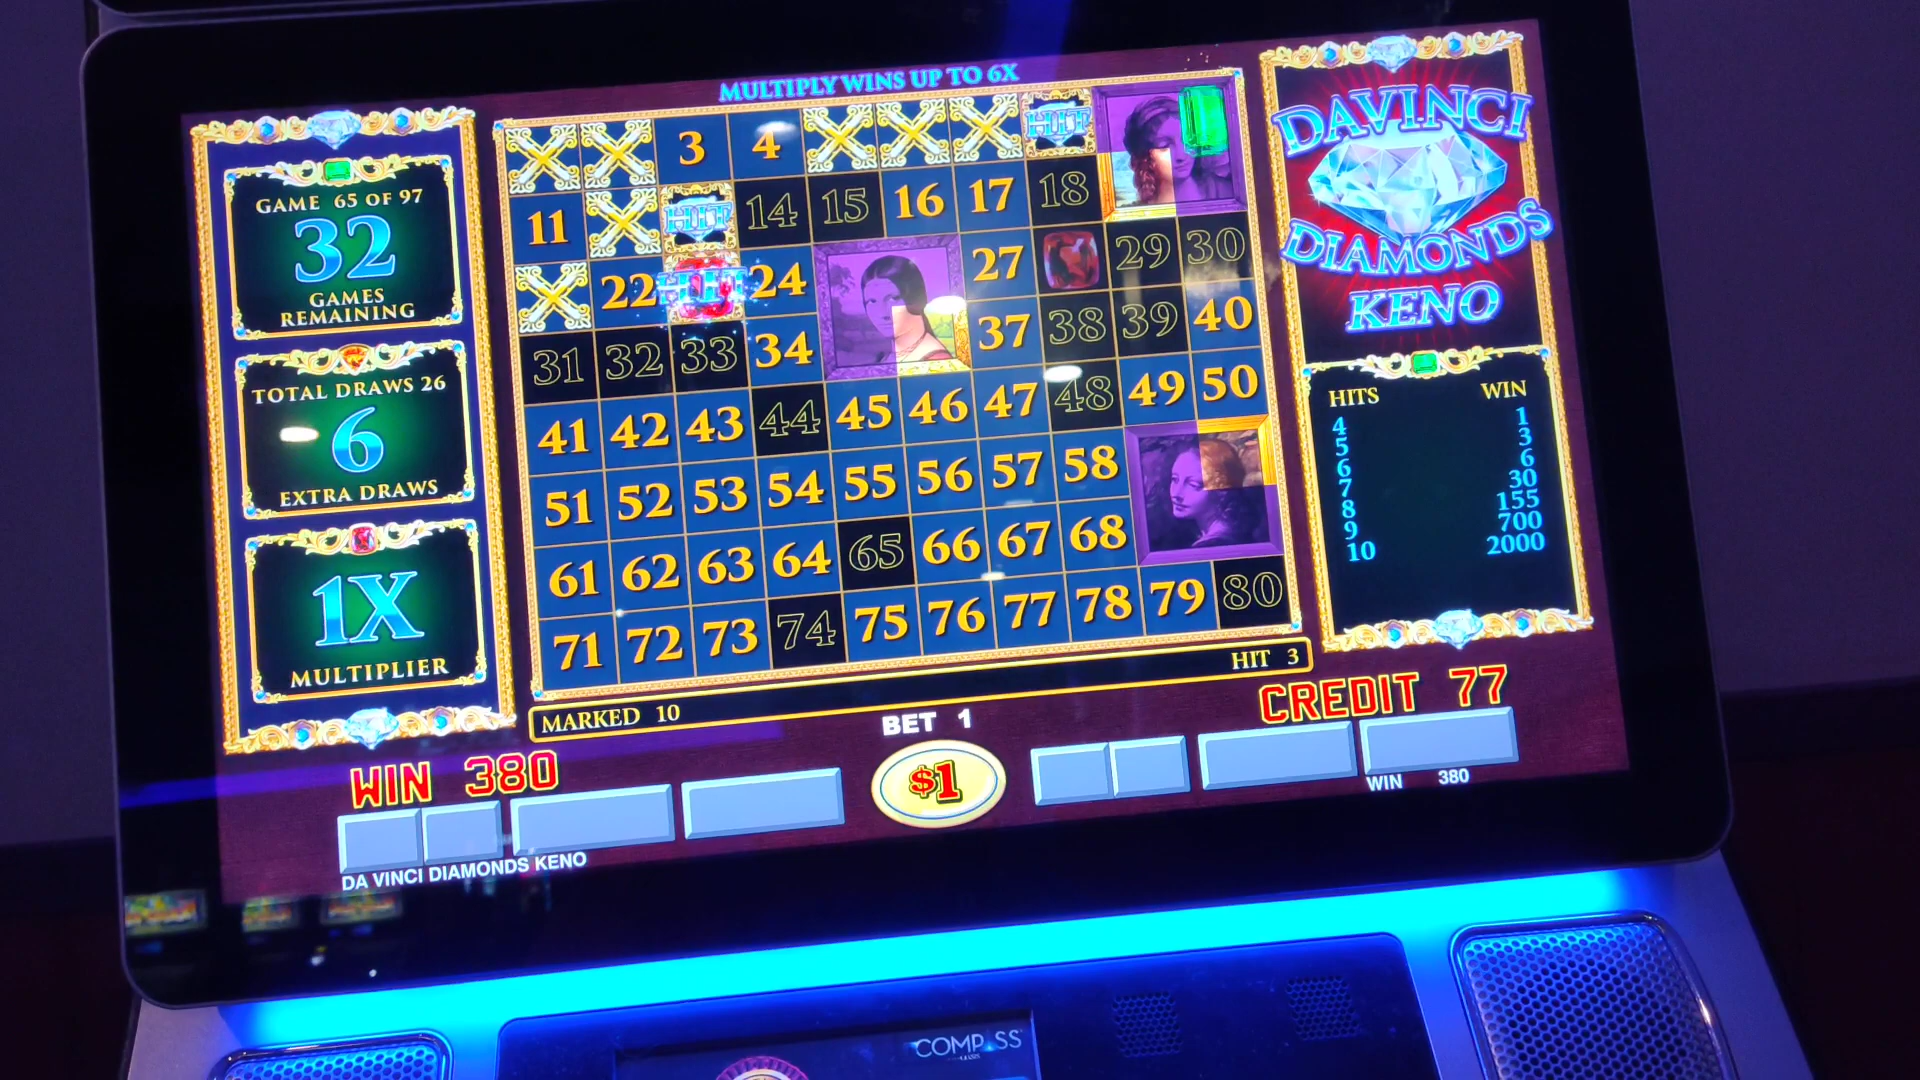 MULTIPLY WINS UP TO 6X
GAME 65 OF 97
32
GAMES
REMAINING
TOTAL DRAWS 26
6
EXTRA DRAWS
1X
MULTIPLIER
3 4 HIT
11 HIT 14 15 16 17 18
22 HIT 24 27 29 30
31 32 33 34 37 38 39 40
41 42 43 44 45 46 47 48 49 50
51 52 53 54 55 56 57 58
61 62 63 64 65 66 67 68
71 72 73 74 75 76 77 78 79 80
MARKED 10
HIT 3
DAVINCI
DIAMONDS
KENO
HITS WIN
4 1
5 3
6 6
7 30
8 155
9 700
10 2000
WIN 380
BET 1
$1
CREDIT 77
WIN 380
DA VINCI DIAMONDS KENO
COMPASS